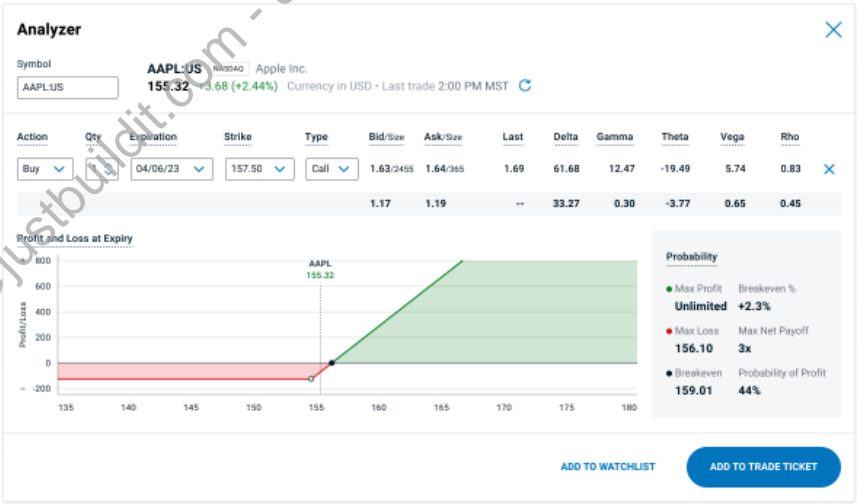 Analyzer
Symbol
AAPL:US
AAPL:US NASDAQ Apple Inc.
155.32 +3.68 (+2.44%) Currency in USD • Last trade 2:00 PM MST
Action Qty Expiration Strike Type Bid/Size Ask/Size Last Delta Gamma Theta Vega Rho
Buy 1 04/06/23 157.50 Call 1.63/2455 1.64/365 1.69 61.68 12.47 -19.49 5.74 0.83
1.17 1.19 -- 33.27 0.30 -3.77 0.65 0.45
Profit and Loss at Expiry
AAPL
155.32
Profit/Loss
800
600
400
200
0
-200
135 140 145 150 155 160 165 170 175 180
Probability
Max Profit Breakeven %
Unlimited +2.3%
Max Loss Max Net Payoff
156.10 3x
Breakeven Probability of Profit
159.01 44%
ADD TO WATCHLIST ADD TO TRADE TICKET
justbuildit.com -